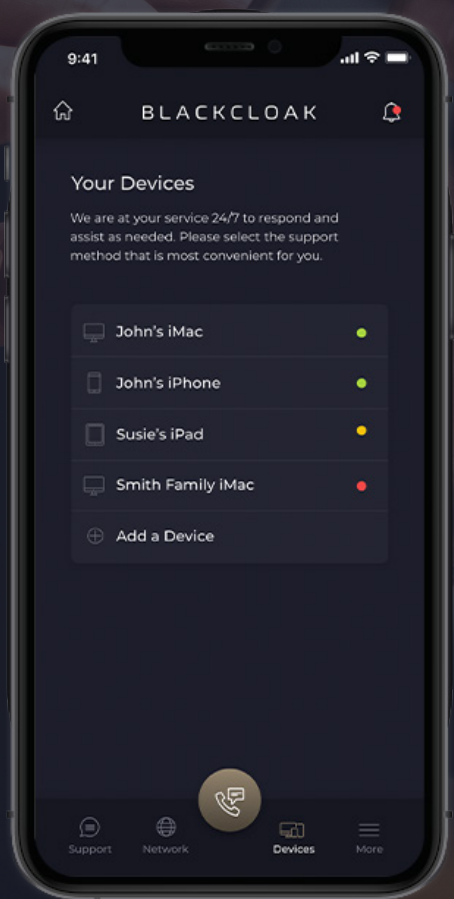 9:41
BLACKCLOAK
Your Devices
We are at your service 24/7 to respond and
assist as needed. Please select the support
method that is most convenient for you.
John's iMac
John's iPhone
Susie's iPad
Smith Family iMac
Add a Device
Support
Network
Devices
More